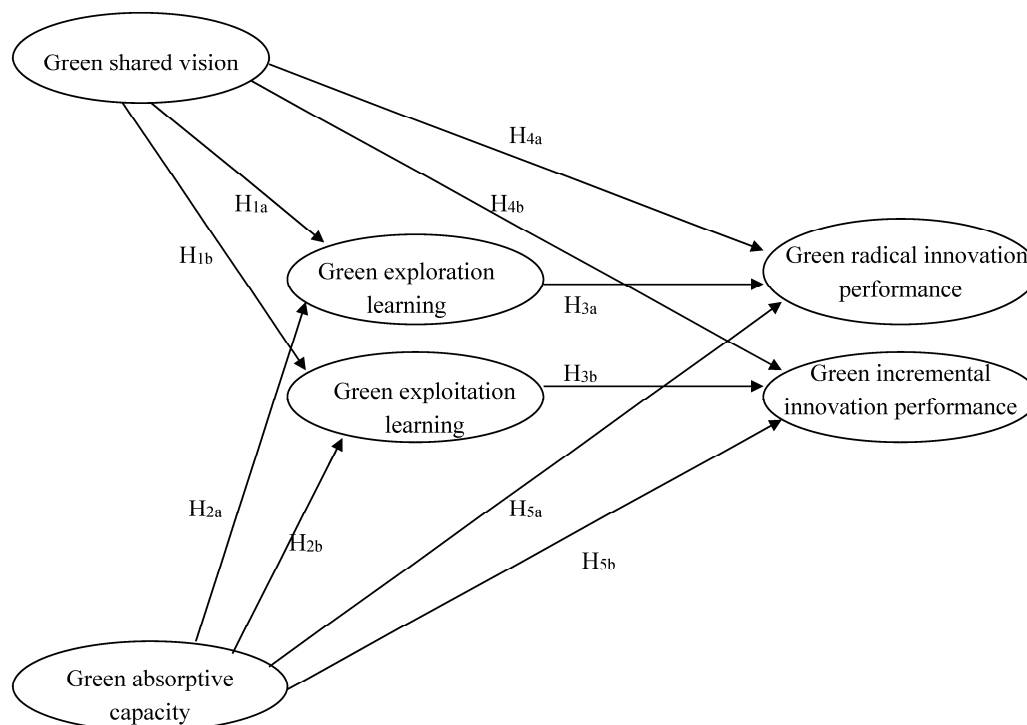 Green shared vision
H4a
H1a
H4b
H1b
Green exploration
learning
Green radical innovation
performance
H3a
Green exploitation
learning
H3b
Green incremental
innovation performance
H2a
H5a
H2b
H5b
Green absorptive
capacity